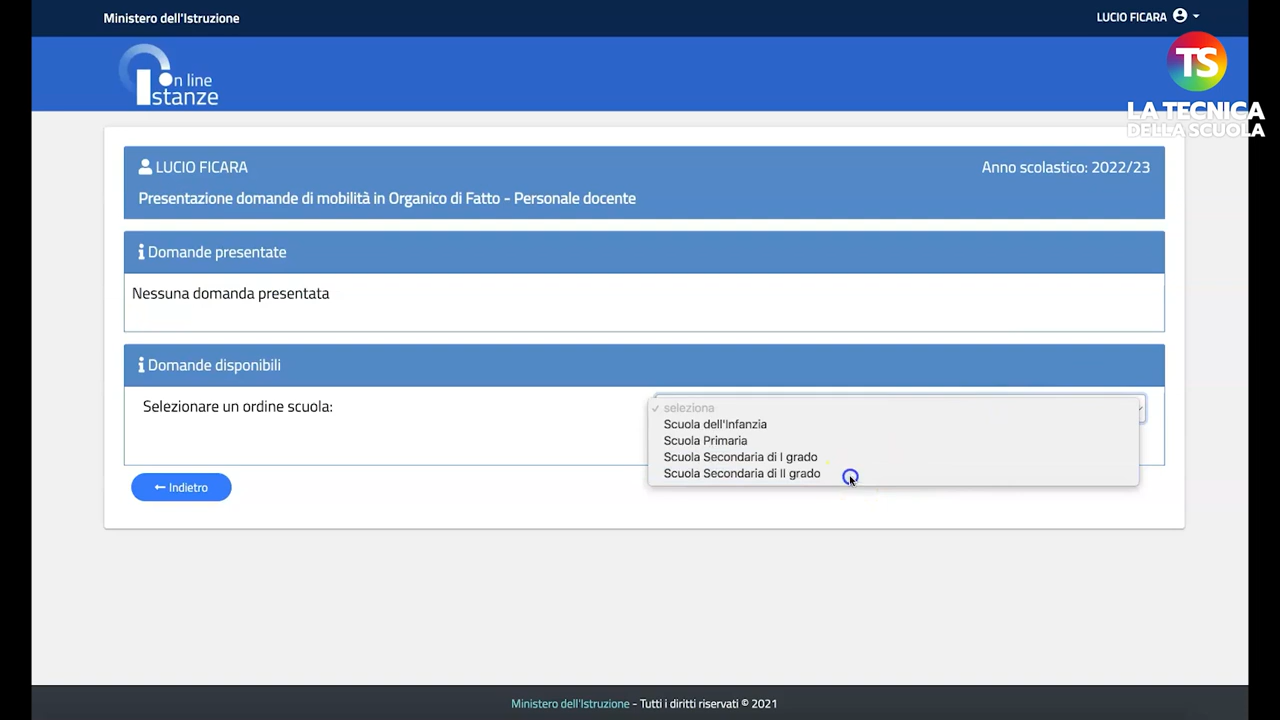 Ministero dell'Istruzione
LUCIO FICARA
On line
Istanze
TS
LA TECNICA
DELLA SCUOLA
LUCIO FICARA
Anno scolastico: 2022/23
Presentazione domande di mobilità in Organico di Fatto - Personale docente
Domande presentate
Nessuna domanda presentata
Domande disponibili
Selezionare un ordine scuola:
✓ seleziona
Scuola dell'Infanzia
Scuola Primaria
Scuola Secondaria di I grado
Scuola Secondaria di II grado
← Indietro
Ministero dell'Istruzione - Tutti i diritti riservati © 2021